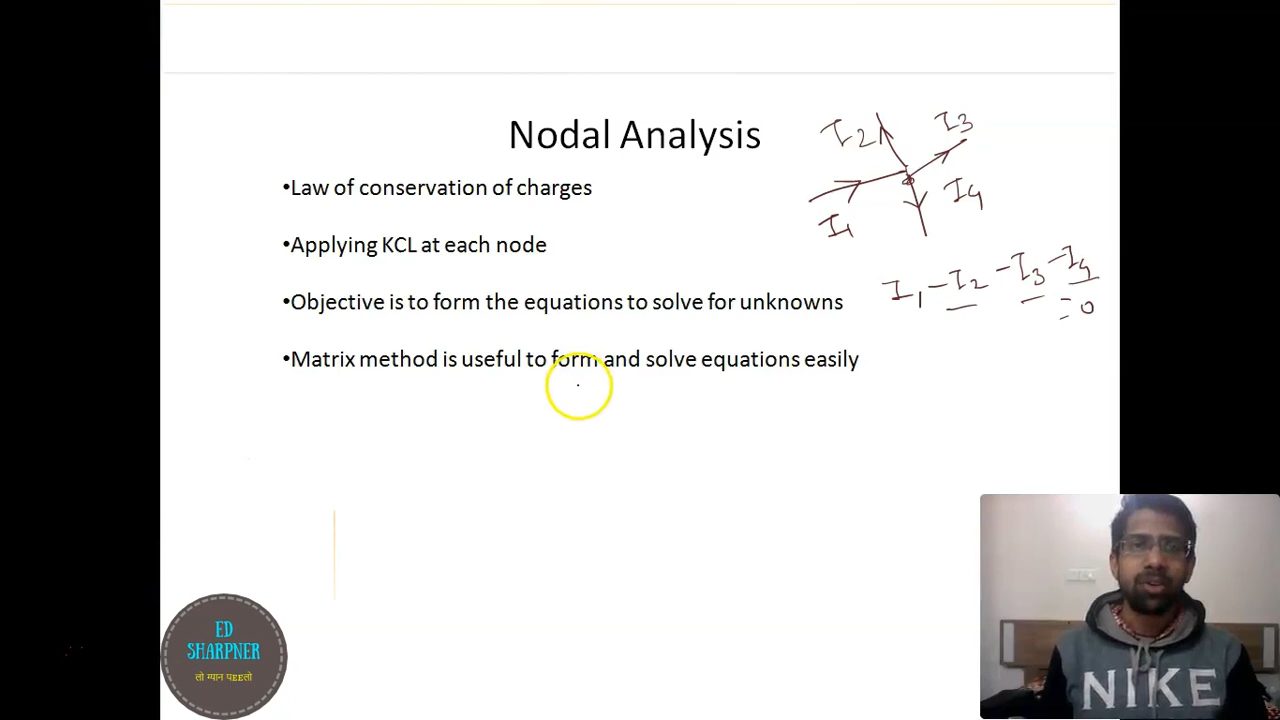 Nodal Analysis
•Law of conservation of charges
•Applying KCL at each node
•Objective is to form the equations to solve for unknowns
•Matrix method is useful to form and solve equations easily
I2
I3
I1
I4
I1 - I2 - I3 - I4
= 0
ED
SHARPNER
लो ग्यान पEEलो
NIKE